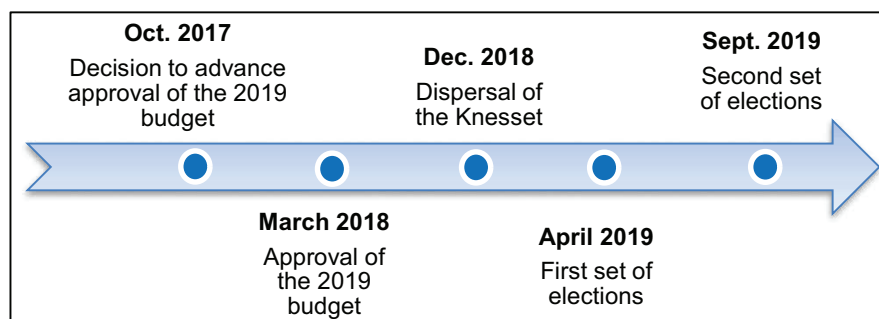 Oct. 2017
Decision to advance
approval of the 2019
budget
March 2018
Approval of
the 2019
budget
Dec. 2018
Dispersal of
the Knesset
April 2019
First set of
elections
Sept. 2019
Second set
of elections